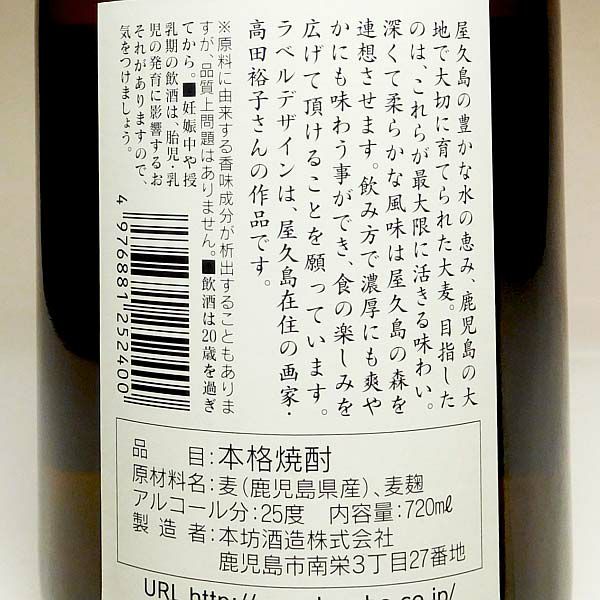 屋久島の豊かな水の恵み、鹿児島の大
地で大切に育てられた大麦。目指した
のは、これらが最大限に活きる味わい。
深くて柔らかな風味は屋久島の森を
連想させます。飲み方で濃厚にも爽や
かにも味わう事ができ、食の楽しみを
広げて頂けることを願っています。
ラベルデザインは、屋久島在住の画家・
高田裕子さんの作品です。
※原料に由来する香味成分が析出することもありま
すが、品質上問題はありません。■飲酒は20歳を過ぎ
てから。■妊娠中や授
乳期の飲酒は、胎児・乳
児の発育に影響するお
それがありますので、
気をつけましょう。
4 976881 252400
品 目:本格焼酎
原材料名:麦(鹿児島県産)、麦麹
アルコール分:25度 内容量:720mℓ
製造者:本坊酒造株式会社
鹿児島市南栄3丁目27番地
URL